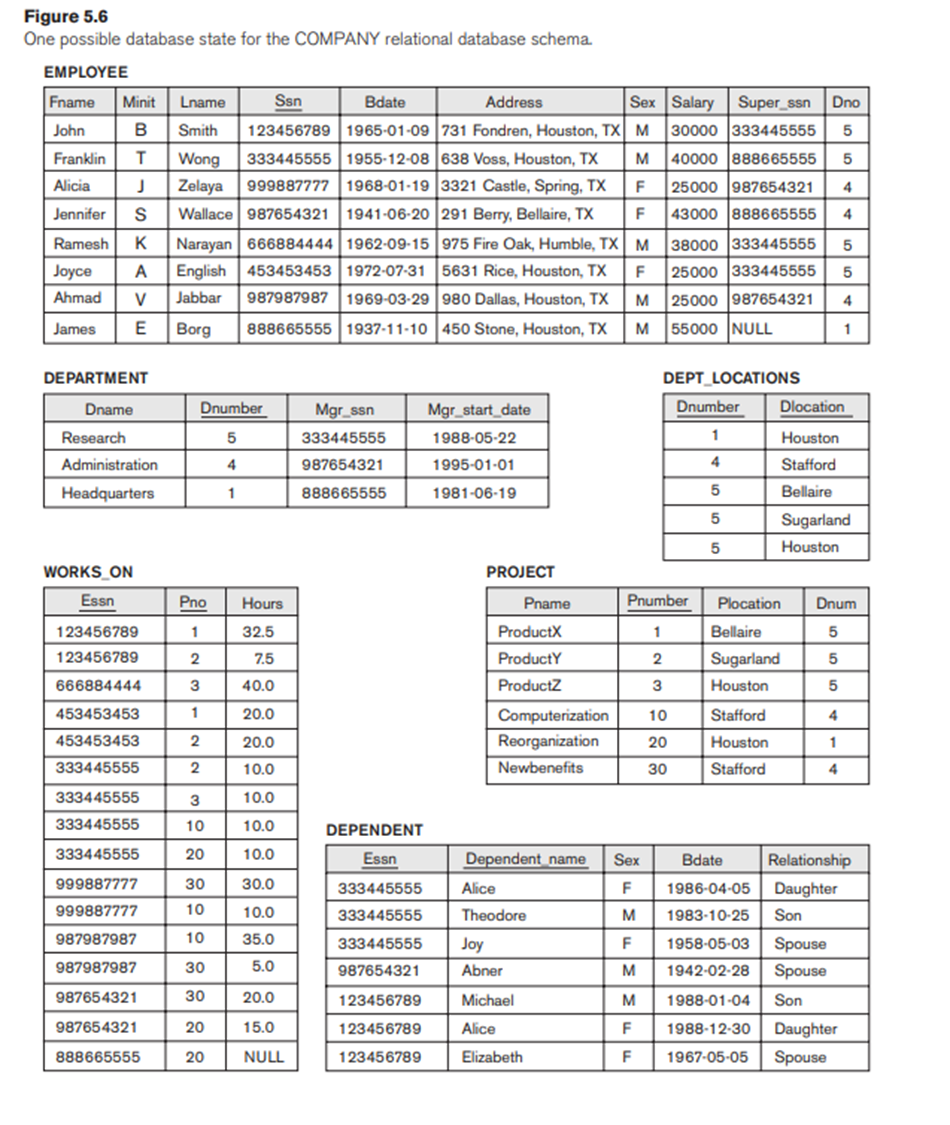 Figure 5.6
One possible database state for the COMPANY relational database schema.
EMPLOYEE
Fname Minit Lname Ssn Bdate Address Sex Salary Super_ssn Dno
John B Smith 123456789 1965-01-09 731 Fondren, Houston, TX M 30000 333445555 5
Franklin T Wong 333445555 1955-12-08 638 Voss, Houston, TX M 40000 888665555 5
Alicia J Zelaya 999887777 1968-01-19 3321 Castle, Spring, TX F 25000 987654321 4
Jennifer S Wallace 987654321 1941-06-20 291 Berry, Bellaire, TX F 43000 888665555 4
Ramesh K Narayan 666884444 1962-09-15 975 Fire Oak, Humble, TX M 38000 333445555 5
Joyce A English 453453453 1972-07-31 5631 Rice, Houston, TX F 25000 333445555 5
Ahmad V Jabbar 987987987 1969-03-29 980 Dallas, Houston, TX M 25000 987654321 4
James E Borg 888665555 1937-11-10 450 Stone, Houston, TX M 55000 NULL 1
DEPARTMENT
Dname Dnumber Mgr_ssn Mgr_start_date
Research 5 333445555 1988-05-22
Administration 4 987654321 1995-01-01
Headquarters 1 888665555 1981-06-19
DEPT_LOCATIONS
Dnumber Dlocation
1 Houston
4 Stafford
5 Bellaire
5 Sugarland
5 Houston
WORKS_ON
Essn Pno Hours
123456789 1 32.5
123456789 2 7.5
666884444 3 40.0
453453453 1 20.0
453453453 2 20.0
333445555 2 10.0
333445555 3 10.0
333445555 10 10.0
333445555 20 10.0
999887777 30 30.0
999887777 10 10.0
987987987 10 35.0
987987987 30 5.0
987654321 30 20.0
987654321 20 15.0
888665555 20 NULL
PROJECT
Pname Pnumber Plocation Dnum
ProductX 1 Bellaire 5
ProductY 2 Sugarland 5
ProductZ 3 Houston 5
Computerization 10 Stafford 4
Reorganization 20 Houston 1
Newbenefits 30 Stafford 4
DEPENDENT
Essn Dependent_name Sex Bdate Relationship
333445555 Alice F 1986-04-05 Daughter
333445555 Theodore M 1983-10-25 Son
333445555 Joy F 1958-05-03 Spouse
987654321 Abner M 1942-02-28 Spouse
123456789 Michael M 1988-01-04 Son
123456789 Alice F 1988-12-30 Daughter
123456789 Elizabeth F 1967-05-05 Spouse